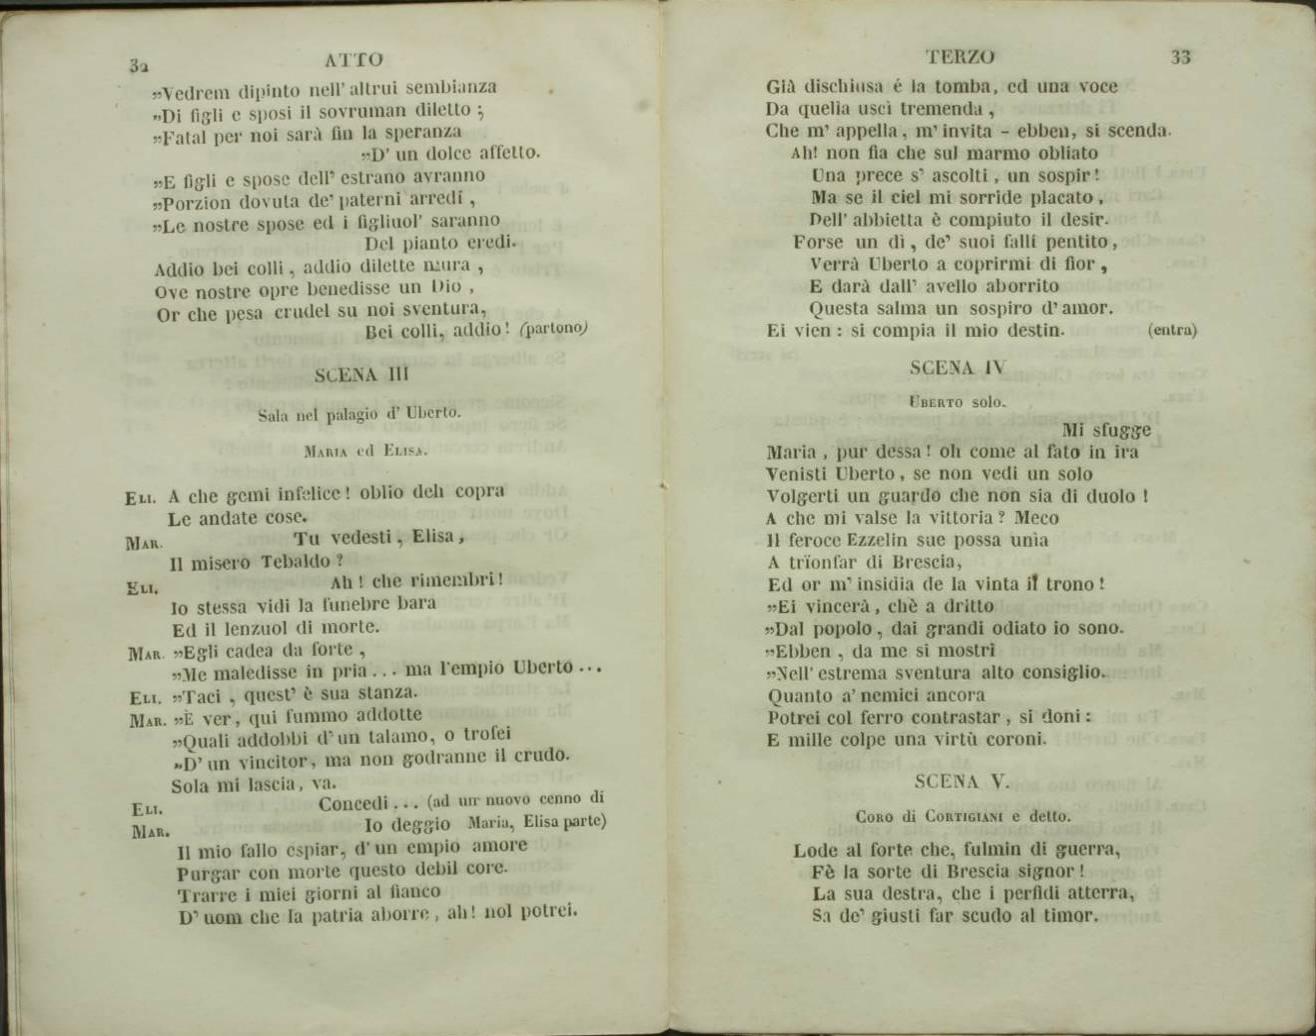 32 ATTO
„Vedrem dipinto nell' altrui sembianza
„Di figli e sposi il sovruman diletto;
„Fatal per noi sarà fin la speranza
„D' un dolce affetto.
„E figli e spose dell' estrano avranno
„Porzion dovuta de' paterni arredi,
„Le nostre spose ed i figliuol' saranno
Del pianto eredi.
Addio bei colli, addio dilette mura,
Ove nostre opre benedisse un Dio,
Or che pesa crudel su noi sventura,
Bei colli, addio! (partono)
SCENA III
Sala nel palagio d' Uberto.
MARIA ed ELISA.
ELI. A che gemi infelice! oblio deh copra
Le andate cose.
MAR. Tu vedesti, Elisa,
Il misero Tebaldo?
ELI. Ah! che rimembri!
Io stessa vidi la funebre bara
Ed il lenzuol di morte.
MAR. „Egli cadea da forte,
„Me maledisse in pria... ma l'empio Uberto...
ELI. „Taci, quest' è sua stanza.
MAR. „È ver, qui fummo addotte
„Quali addobbi d' un talamo, o trofei
„D' un vincitor, ma non godranne il crudo.
Sola mi lascia, va.
ELI. Concedi... (ad un nuovo cenno di
MAR. Io deggio Maria, Elisa parte)
Il mio fallo espiar, d' un empio amore
Purgar con morte questo debil core.
Trarre i miei giorni al fianco
D' uom che la patria aborre, ah! nol potrei.
TERZO 33
Già dischiusa é la tomba, ed una voce
Da quella uscì tremenda,
Che m' appella, m' invita - ebben, si scenda.
Ah! non fia che sul marmo obliato
Una prece s' ascolti, un sospir!
Ma se il ciel mi sorride placato,
Dell' abbietta è compiuto il desir.
Forse un dì, de' suoi falli pentito,
Verrà Uberto a coprirmi di fior,
E darà dall' avello aborrito
Questa salma un sospiro d' amor.
Ei vien: si compia il mio destin. (entra)
SCENA IV
UBERTO solo.
Mi sfugge
Maria, pur dessa! oh come al fato in ira
Venisti Uberto, se non vedi un solo
Volgerti un guardo che non sia di duolo!
A che mi valse la vittoria? Meco
Il feroce Ezzelin sue possa unìa
A trïonfar di Brescia,
Ed or m' insidia de la vinta il trono!
„Ei vincerà, chè a dritto
„Dal popolo, dai grandi odiato io sono.
„Ebben, da me si mostri
„Nell' estrema sventura alto consiglio.
Quanto a' nemici ancora
Potrei col ferro contrastar, si doni:
E mille colpe una virtù coroni.
SCENA V.
CORO di CORTIGIANI e detto.
Lode al forte che, fulmin di guerra,
Fè la sorte di Brescia signor!
La sua destra, che i perfidi atterra,
Sa de' giusti far scudo al timor.